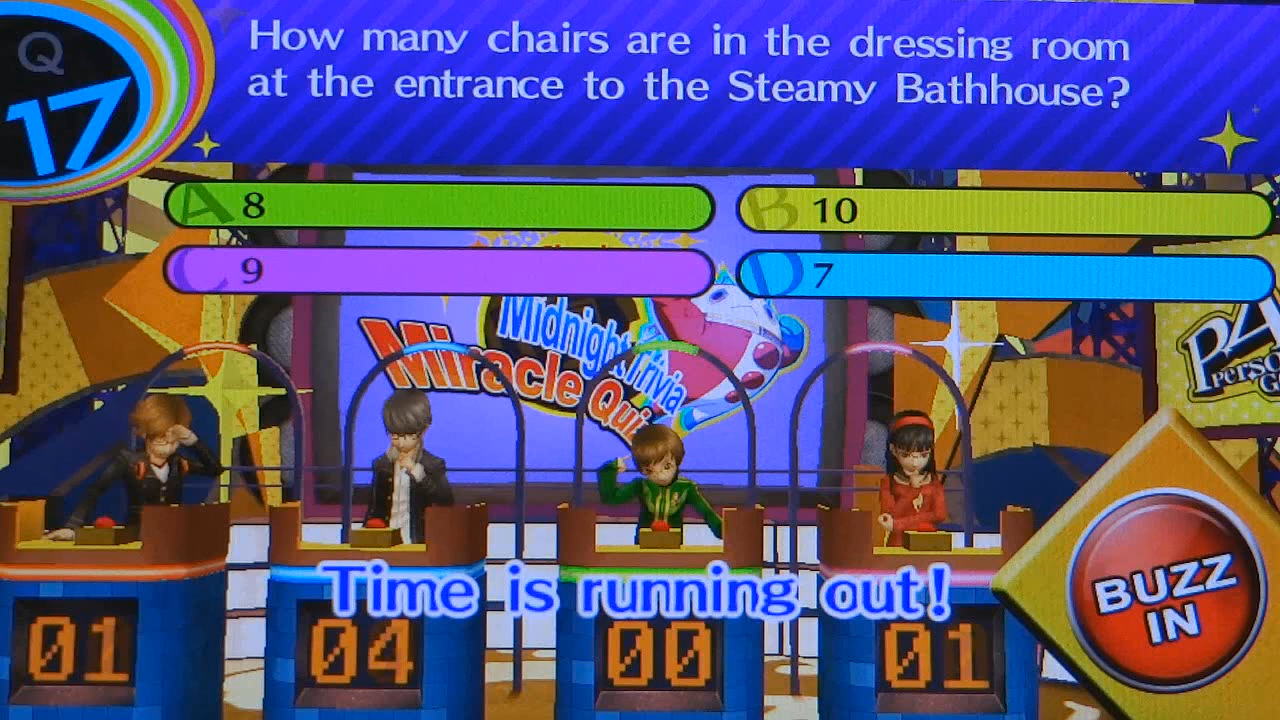 Q
17
How many chairs are in the dressing room
at the entrance to the Steamy Bathhouse?
A 8
B 10
C 9
D 7
Midnight Trivia
Miracle Quiz
P4
Time is running out!
BUZZ
IN
01
04
00
01